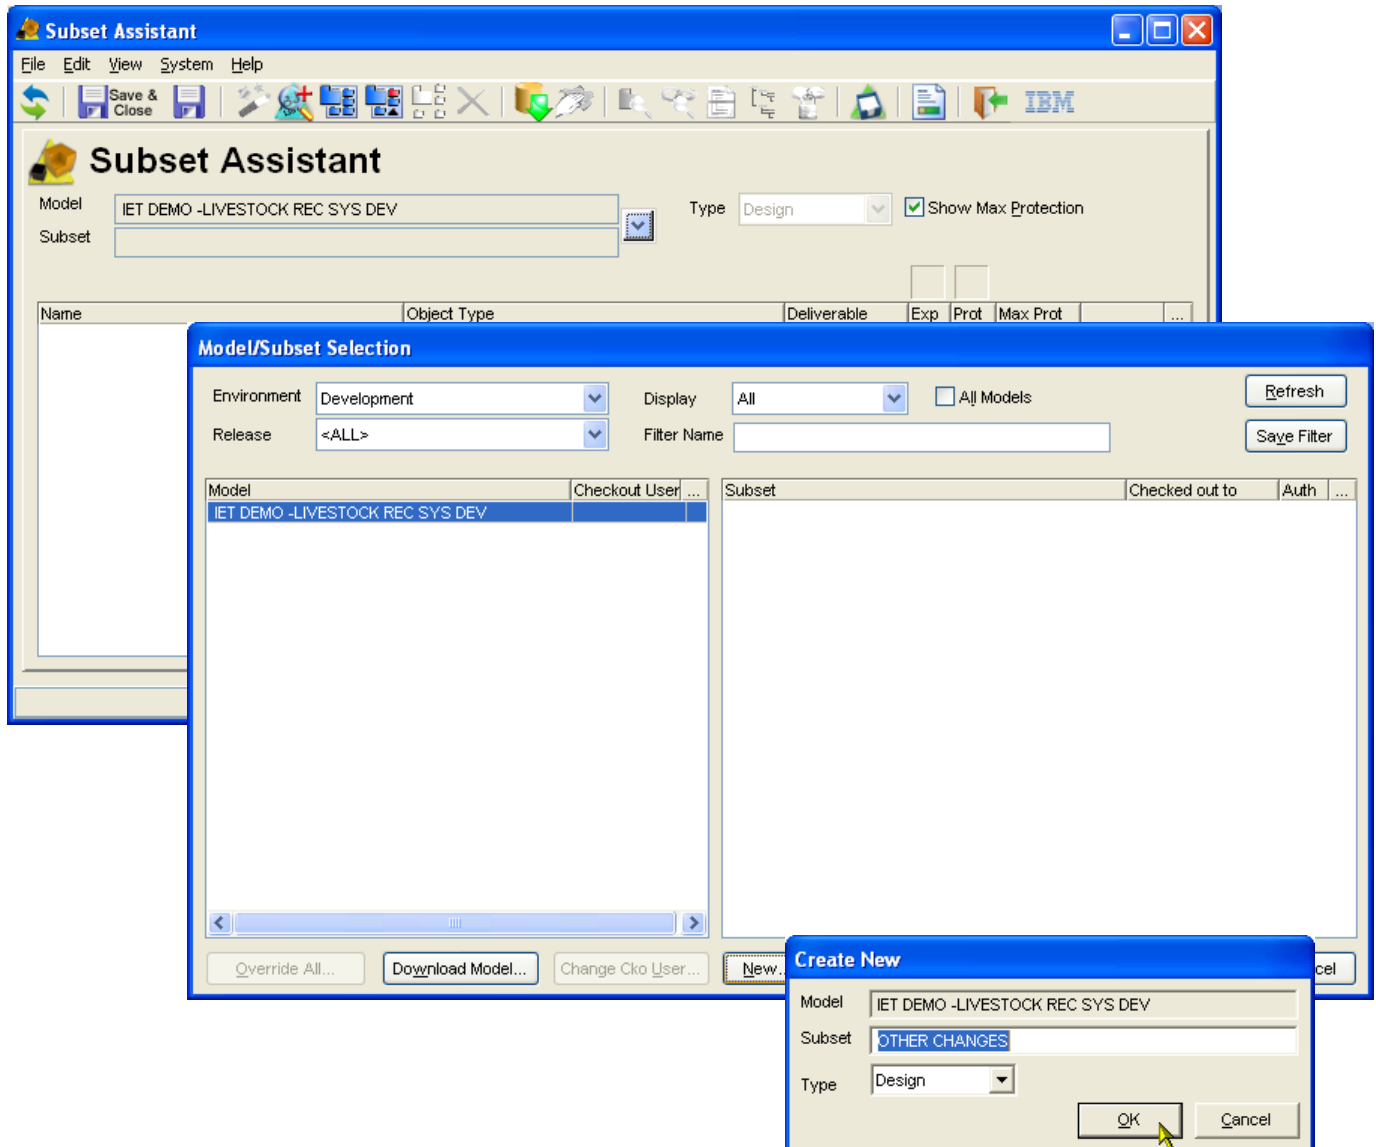 Subset Assistant
File Edit View System Help
Save & Close IBM
Subset Assistant
Model IET DEMO -LIVESTOCK REC SYS DEV Type Design Show Max Protection
Subset
Name Object Type Deliverable Exp Prot Max Prot ...
Model/Subset Selection
Environment Development Display All All Models Refresh
Release <ALL> Filter Name Save Filter
Model Checkout User ... Subset Checked out to Auth ...
IET DEMO -LIVESTOCK REC SYS DEV
Override All... Download Model... Change Cko User... New.. cel
Create New
Model IET DEMO -LIVESTOCK REC SYS DEV
Subset OTHER CHANGES
Type Design
OK Cancel